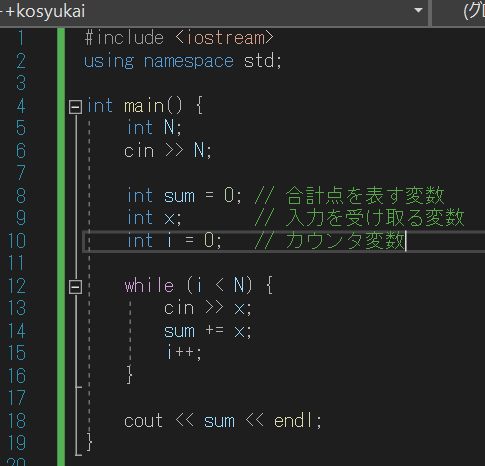 ++kosyukai
(グ
1 #include <iostream>
2 using namespace std;
3
4 int main() {
5 int N;
6 cin >> N;
7
8 int sum = 0; // 合計点を表す変数
9 int x; // 入力を受け取る変数
10 int i = 0; // カウンタ変数
11
12 while (i < N) {
13 cin >> x;
14 sum += x;
15 i++;
16 }
17
18 cout << sum << endl;
19 }
20